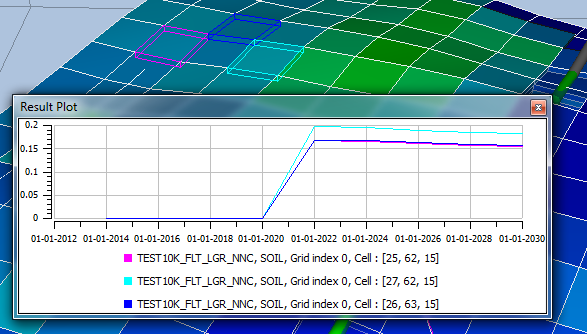 Result Plot
0.2
0.15
0.1
0.05
0
01-01-2012 01-01-2014 01-01-2016 01-01-2018 01-01-2020 01-01-2022 01-01-2024 01-01-2026 01-01-2028 01-01-2030
TEST10K_FLT_LGR_NNC, SOIL, Grid index 0, Cell : [25, 62, 15]
TEST10K_FLT_LGR_NNC, SOIL, Grid index 0, Cell : [27, 62, 15]
TEST10K_FLT_LGR_NNC, SOIL, Grid index 0, Cell : [26, 63, 15]